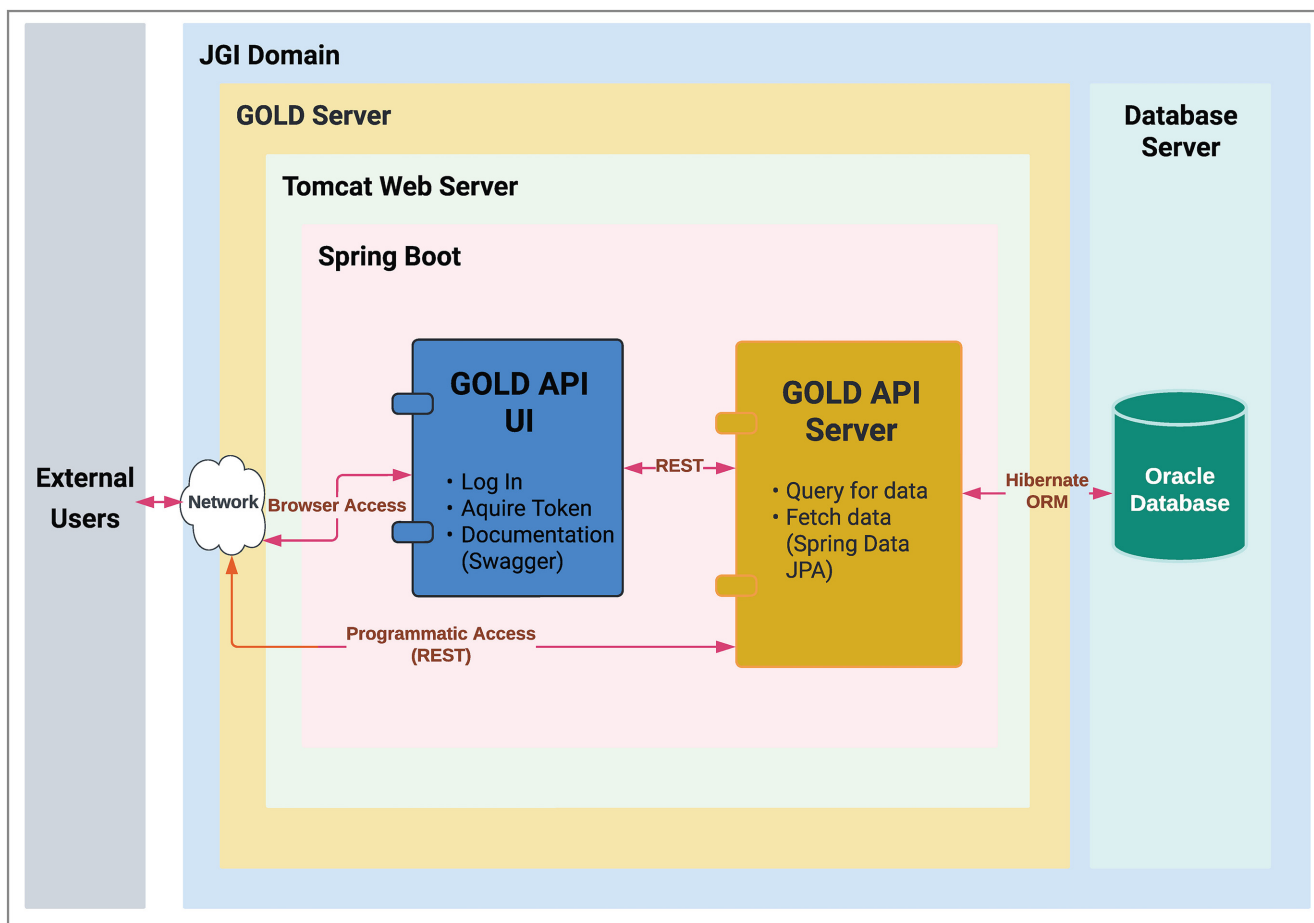 JGI Domain
GOLD Server
Database
Server
Tomcat Web Server
Spring Boot
GOLD API
UI
• Log In
• Aquire Token
• Documentation
(Swagger)
GOLD API
Server
• Query for data
• Fetch data
(Spring Data
JPA)
External
Users
Network
Browser Access
REST
Hibernate
ORM
Oracle
Database
Programmatic Access
(REST)